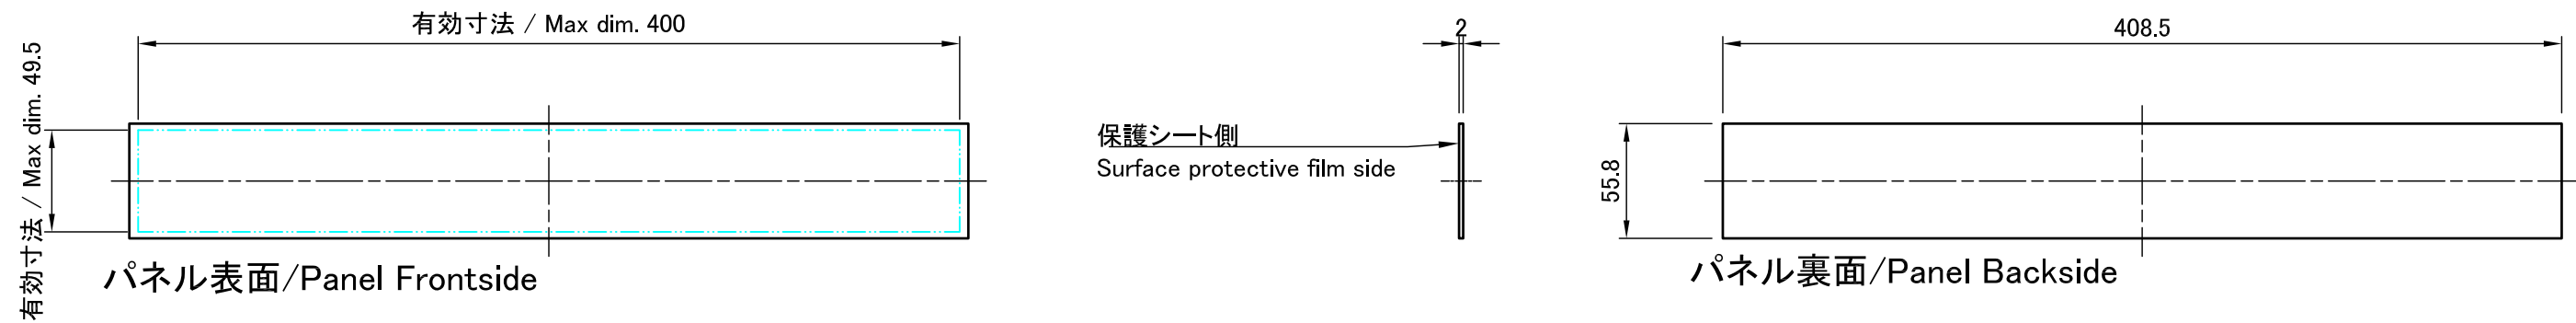 有効寸法 / Max dim. 400
有効寸法 / Max dim. 49.5
パネル表面/Panel Frontside
2
保護シート側
Surface protective film side
408.5
55.8
パネル裏面/Panel Backside